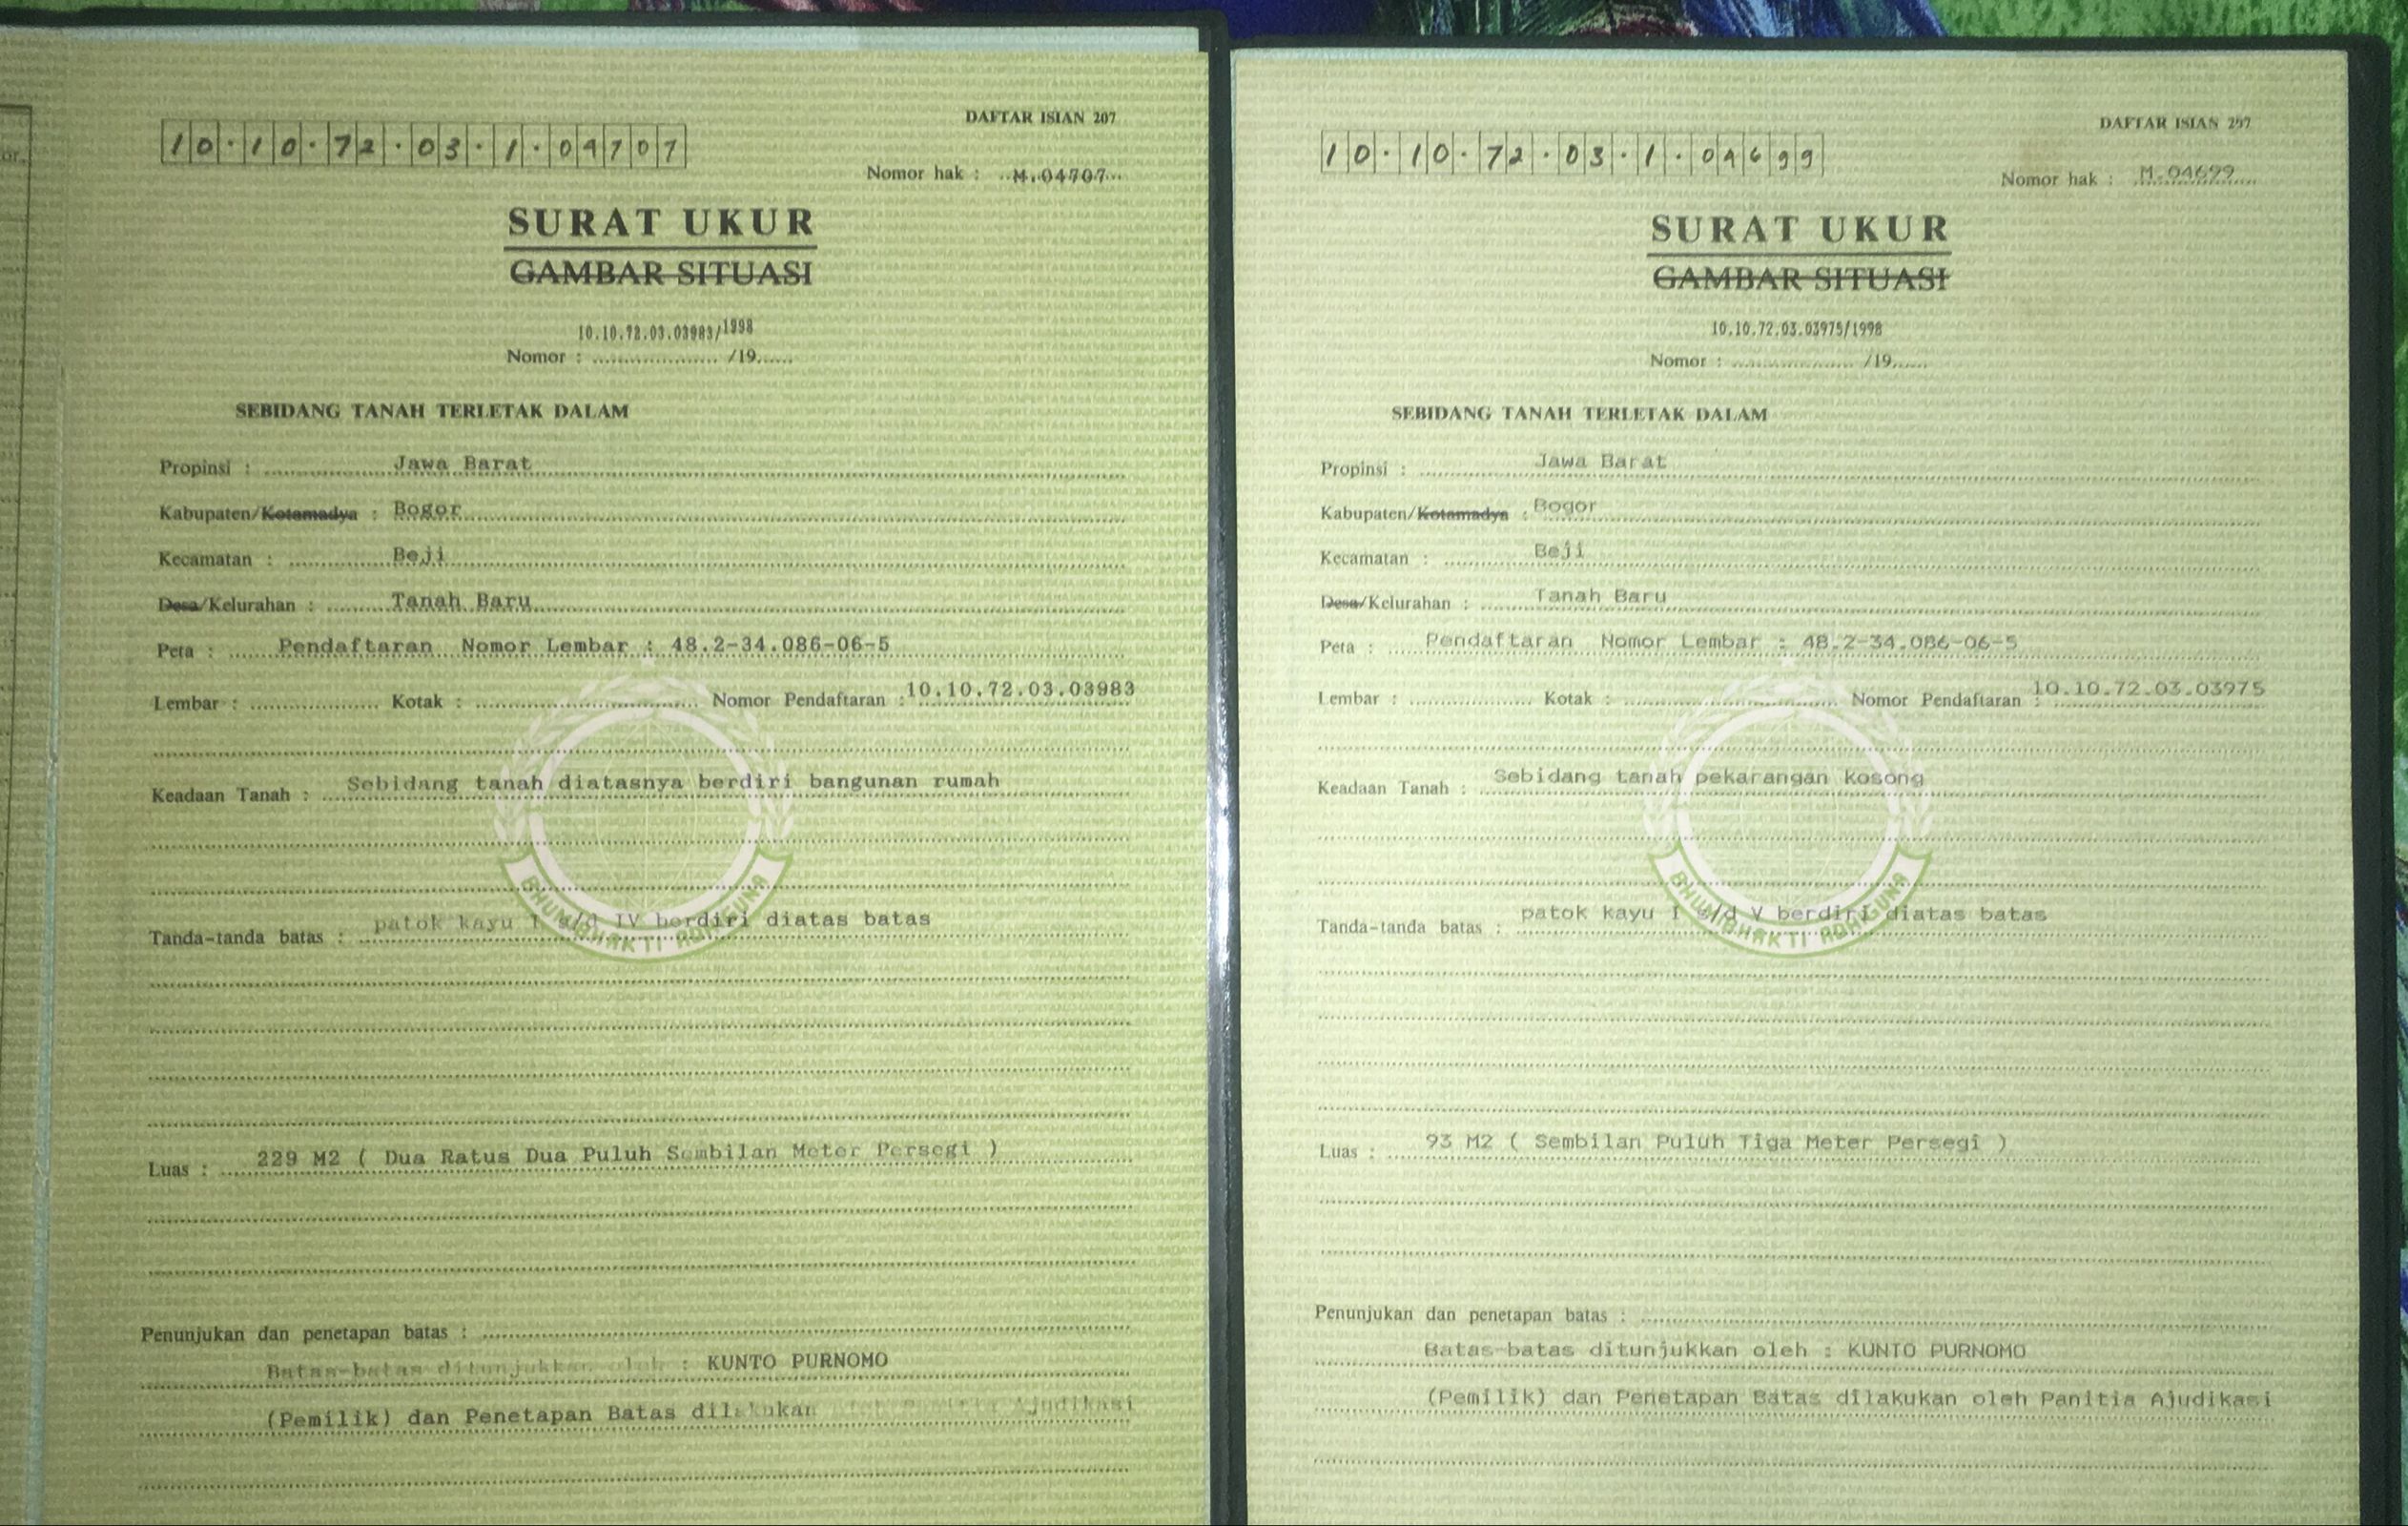 or.
10.10.72.03.1.04707
DAFTAR ISIAN 207
Nomor hak : M.04707
SURAT UKUR
GAMBAR SITUASI
10.10.72.03.03983/1998
Nomor : .................... /19......
SEBIDANG TANAH TERLETAK DALAM
Propinsi : Jawa Barat
Kabupaten/Kotamadya : Bogor
Kecamatan : Beji
Desa/Kelurahan : Tanah Baru
Peta : Pendaftaran Nomor Lembar : 48.2-34.086-06-5
Lembar : .................... Kotak : .................... Nomor Pendaftaran : 10.10.72.03.03983
Keadaan Tanah : Sebidang tanah diatasnya berdiri bangunan rumah
Tanda-tanda batas : patok kayu I s/d IV berdiri diatas batas
BHUMI BHAKTI ADHIGUNA
Luas : 229 M2 ( Dua Ratus Dua Puluh Sembilan Meter Persegi )
Penunjukan dan penetapan batas :
Batas-batas ditunjukkan oleh : KUNTO PURNOMO
(Pemilik) dan Penetapan Batas dilakukan oleh Panitia Ajudikasi
10.10.72.03.1.04699
DAFTAR ISIAN 207
Nomor hak : M.04699
SURAT UKUR
GAMBAR SITUASI
10.10.72.03.03975/1998
Nomor : .................... /19......
SEBIDANG TANAH TERLETAK DALAM
Propinsi : Jawa Barat
Kabupaten/Kotamadya : Bogor
Kecamatan : Beji
Desa/Kelurahan : Tanah Baru
Peta : Pendaftaran Nomor Lembar : 48.2-34.086-06-5
Lembar : .................... Kotak : .................... Nomor Pendaftaran : 10.10.72.03.03975
Keadaan Tanah : Sebidang tanah pekarangan kosong
Tanda-tanda batas : patok kayu I s/d V berdiri diatas batas
BHUMI BHAKTI ADHIGUNA
Luas : 93 M2 ( Sembilan Puluh Tiga Meter Persegi )
Penunjukan dan penetapan batas :
Batas-batas ditunjukkan oleh : KUNTO PURNOMO
(Pemilik) dan Penetapan Batas dilakukan oleh Panitia Ajudikasi